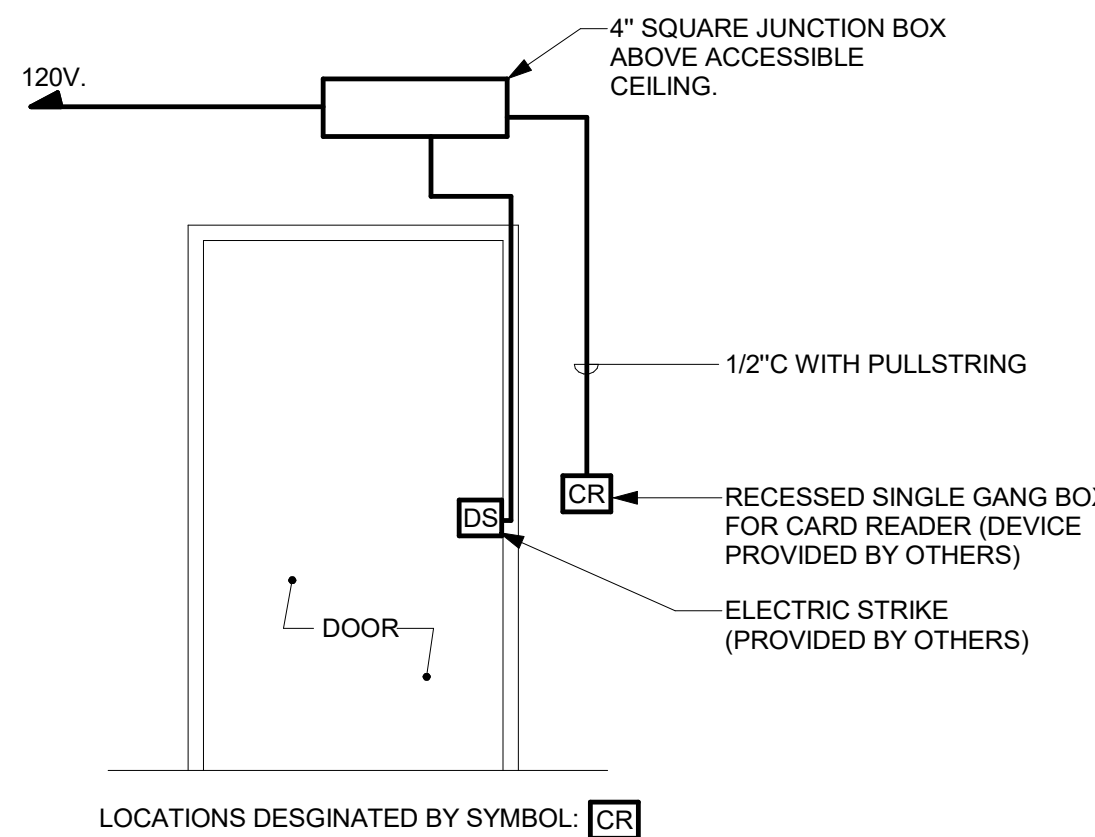 4" SQUARE JUNCTION BOX
ABOVE ACCESSIBLE
CEILING.
120V.
1/2"C WITH PULLSTRING
CR
RECESSED SINGLE GANG BOX
FOR CARD READER (DEVICE
PROVIDED BY OTHERS)
DS
ELECTRIC STRIKE
(PROVIDED BY OTHERS)
DOOR
LOCATIONS DESGINATED BY SYMBOL: CR